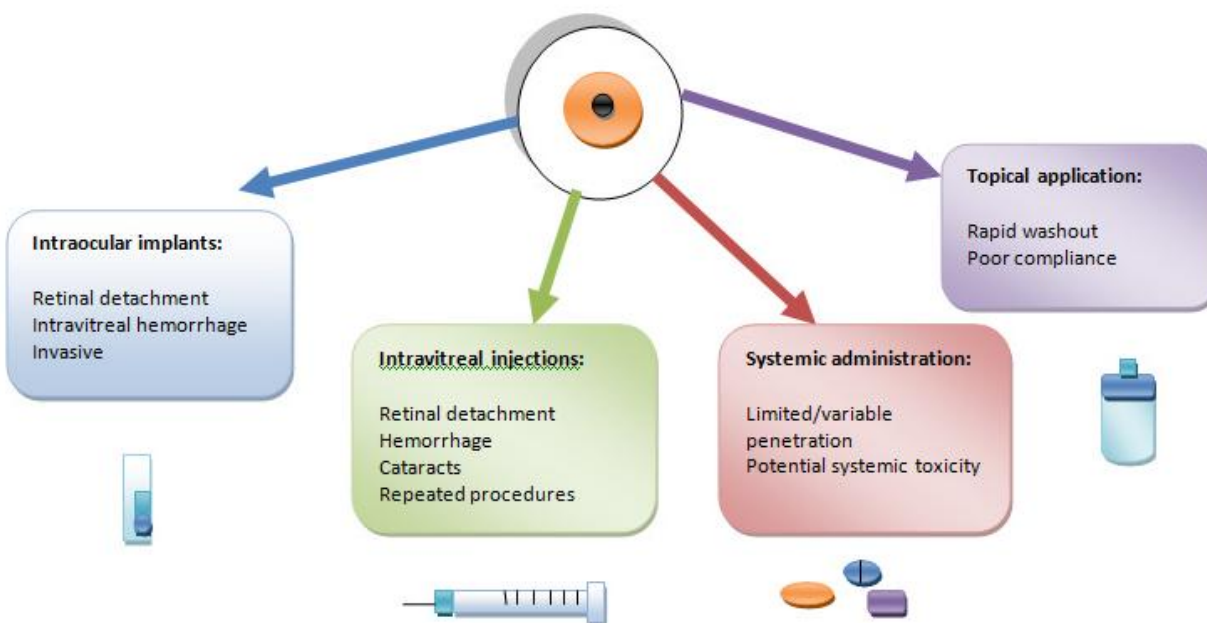 Intraocular implants:
Retinal detachment
Intravitreal hemorrhage
Invasive
Intravitreal injections:
Retinal detachment
Hemorrhage
Cataracts
Repeated procedures
Systemic administration:
Limited/variable
penetration
Potential systemic toxicity
Topical application:
Rapid washout
Poor compliance